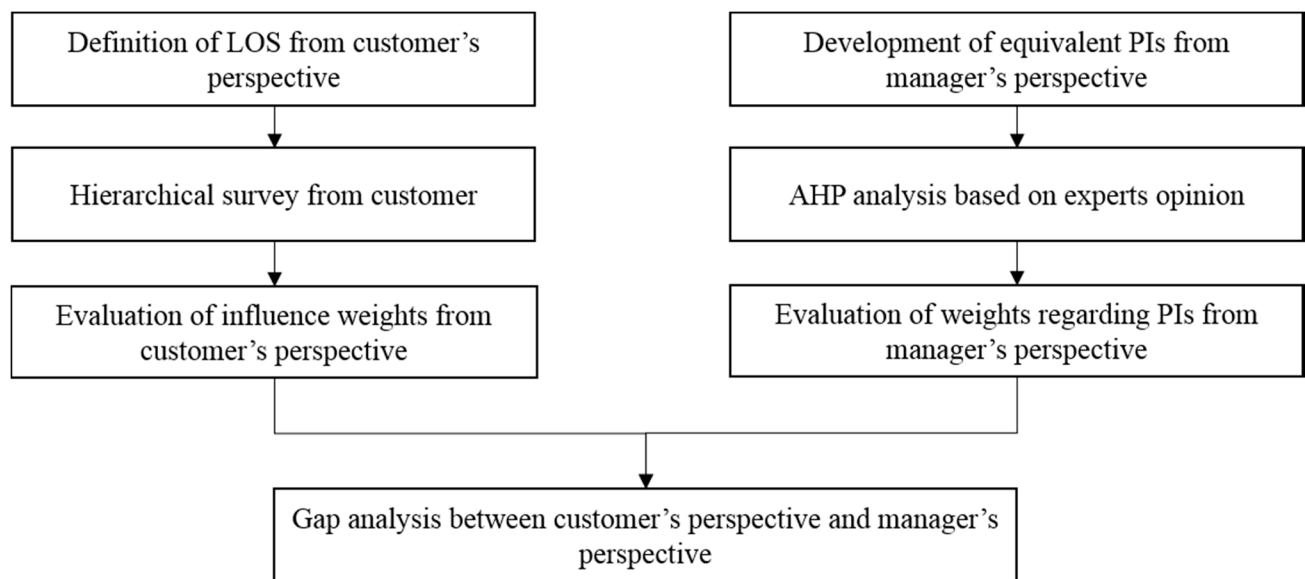 Definition of LOS from customer’s
perspective
Development of equivalent PIs from
manager’s perspective
Hierarchical survey from customer
AHP analysis based on experts opinion
Evaluation of influence weights from
customer’s perspective
Evaluation of weights regarding PIs from
manager’s perspective
Gap analysis between customer’s perspective and manager’s
perspective